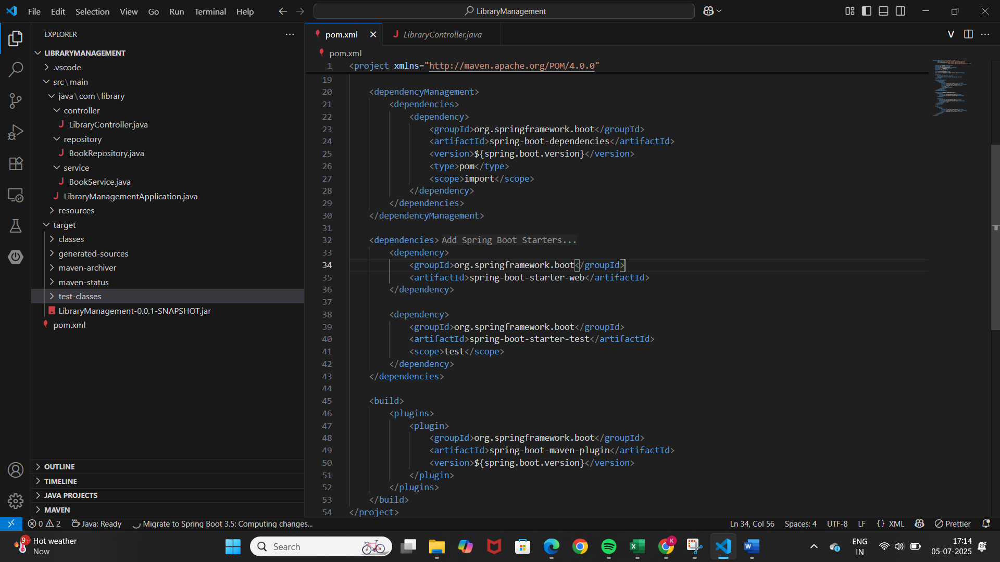 File Edit Selection View Go Run Terminal Help
LibraryManagement
EXPLORER
LIBRARYMANAGEMENT
.vscode
src\main
java\com\library
controller
LibraryController.java
repository
BookRepository.java
service
BookService.java
LibraryManagementApplication.java
resources
target
classes
generated-sources
maven-archiver
maven-status
test-classes
LibraryManagement-0.0.1-SNAPSHOT.jar
pom.xml
OUTLINE
TIMELINE
JAVA PROJECTS
MAVEN
pom.xml LibraryController.java
pom.xml
1 <project xmlns="http://maven.apache.org/POM/4.0.0"
19
20 <dependencyManagement>
21 <dependencies>
22 <dependency>
23 <groupId>org.springframework.boot</groupId>
24 <artifactId>spring-boot-dependencies</artifactId>
25 <version>${spring.boot.version}</version>
26 <type>pom</type>
27 <scope>import</scope>
28 </dependency>
29 </dependencies>
30 </dependencyManagement>
31
32 <dependencies> Add Spring Boot Starters...
33 <dependency>
34 <groupId>org.springframework.boot</groupId>
35 <artifactId>spring-boot-starter-web</artifactId>
36 </dependency>
37
38 <dependency>
39 <groupId>org.springframework.boot</groupId>
40 <artifactId>spring-boot-starter-test</artifactId>
41 <scope>test</scope>
42 </dependency>
43 </dependencies>
44
45 <build>
46 <plugins>
47 <plugin>
48 <groupId>org.springframework.boot</groupId>
49 <artifactId>spring-boot-maven-plugin</artifactId>
50 <version>${spring.boot.version}</version>
51 </plugin>
52 </plugins>
53 </build>
54 </project>
0 2 Java: Ready Migrate to Spring Boot 3.5: Computing changes... Ln 34, Col 56 Spaces: 4 UTF-8 LF {} XML Prettier
9+ Hot weather
Now
Search
ENG
IN
17:14
05-07-2025